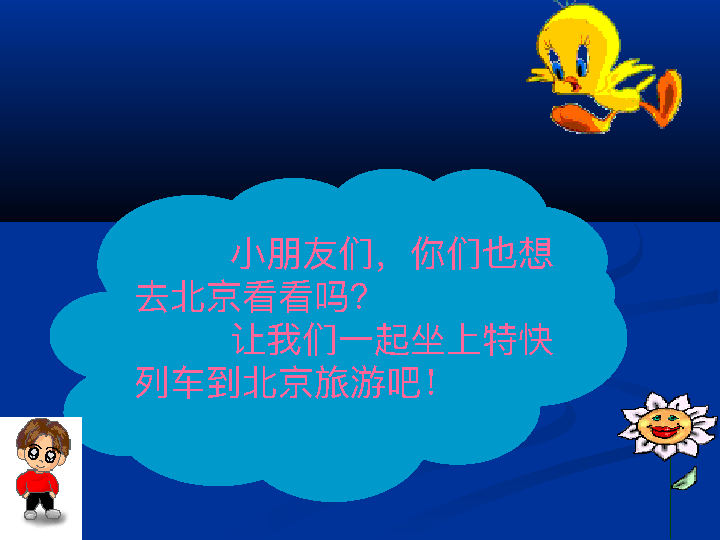 小朋友们，你们也想
去北京看看吗？
让我们一起坐上特快
列车到北京旅游吧！